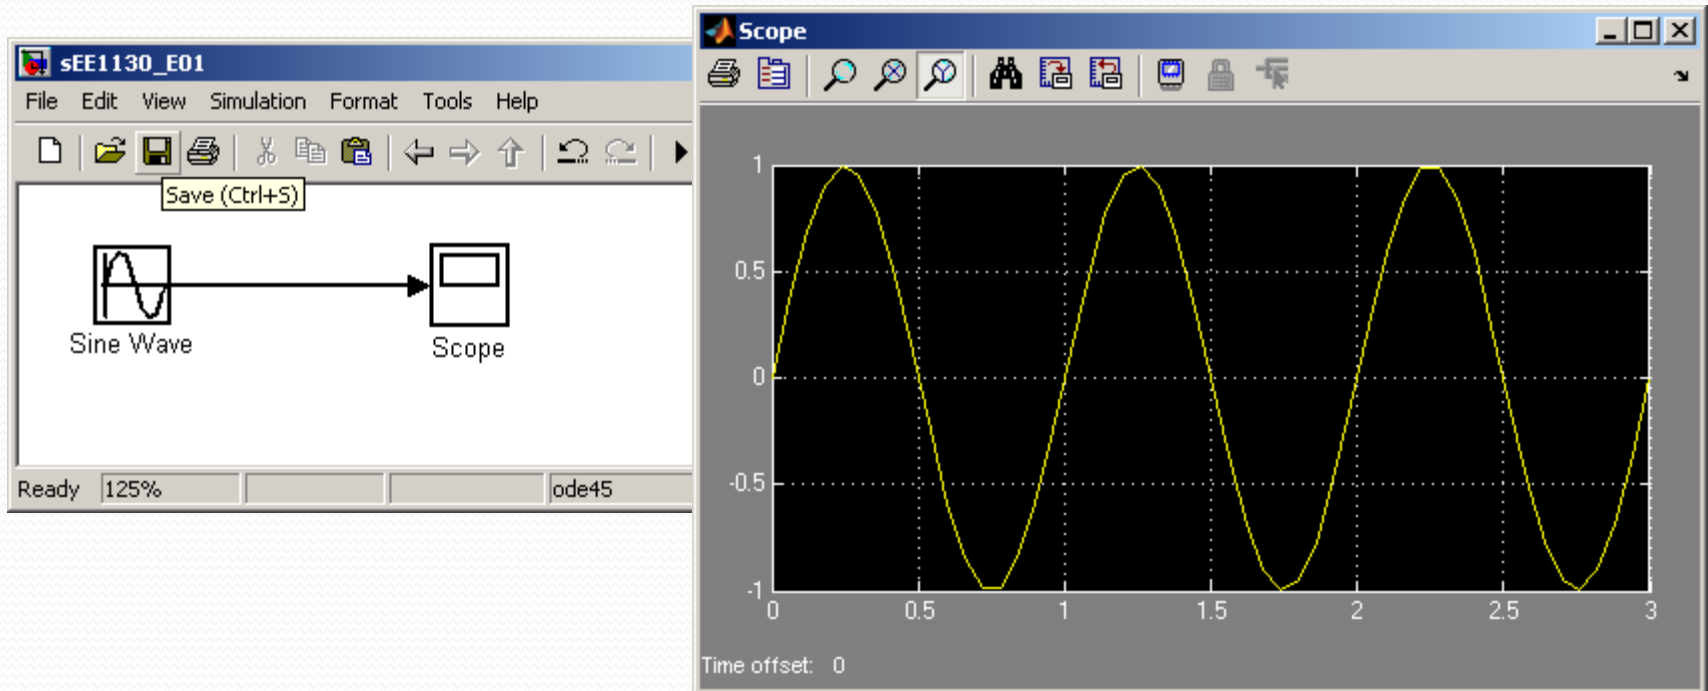 sEE1130_E01
File Edit View Simulation Format Tools Help
Save (Ctrl+S)
Sine Wave
Scope
Ready 125% ode45
Scope
1
0.5
0
-0.5
-1
0 0.5 1 1.5 2 2.5 3
Time offset: 0